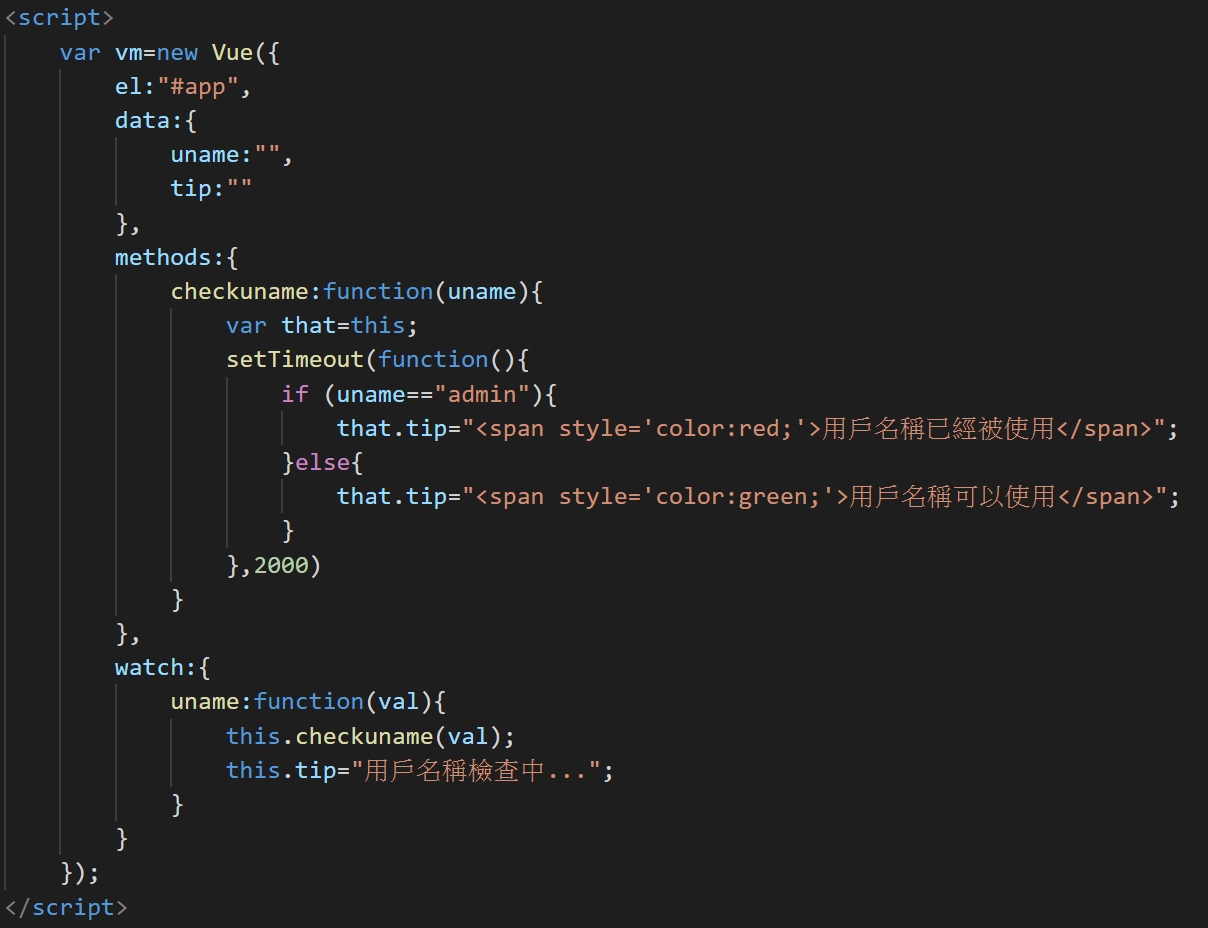 <script>
var vm=new Vue({
el:"#app",
data:{
uname:"",
tip:""
},
methods:{
checkuname:function(uname){
var that=this;
setTimeout(function(){
if (uname=="admin"){
that.tip="<span style='color:red;'>用戶名稱已經被使用</span>";
}else{
that.tip="<span style='color:green;'>用戶名稱可以使用</span>";
}
},2000)
}
},
watch:{
uname:function(val){
this.checkuname(val);
this.tip="用戶名稱檢查中...";
}
}
});
</script>